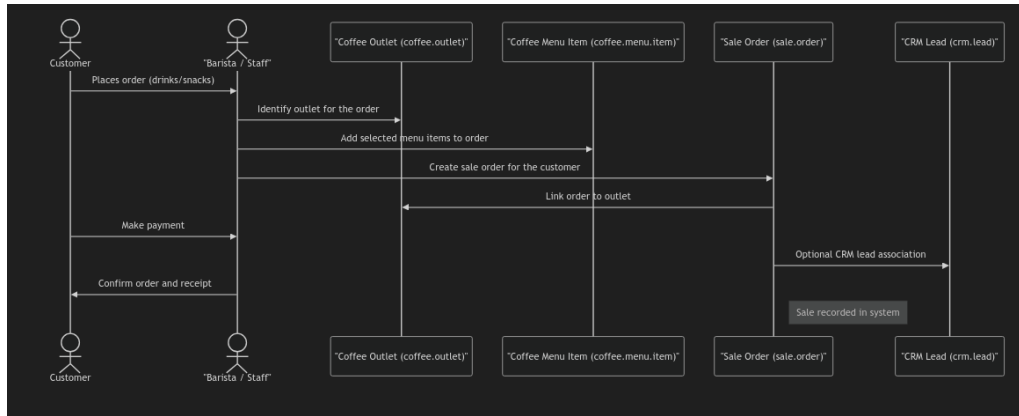 "Coffee Outlet (coffee.outlet)"
"Coffee Menu Item (coffee.menu.item)"
"Sale Order (sale.order)"
"CRM Lead (crm.lead)"
Customer
"Barista / Staff"
Places order (drinks/snacks)
Identify outlet for the order
Add selected menu items to order
Create sale order for the customer
Link order to outlet
Make payment
Optional CRM lead association
Confirm order and receipt
Sale recorded in system
"Coffee Outlet (coffee.outlet)"
"Coffee Menu Item (coffee.menu.item)"
"Sale Order (sale.order)"
"CRM Lead (crm.lead)"
Customer
"Barista / Staff"